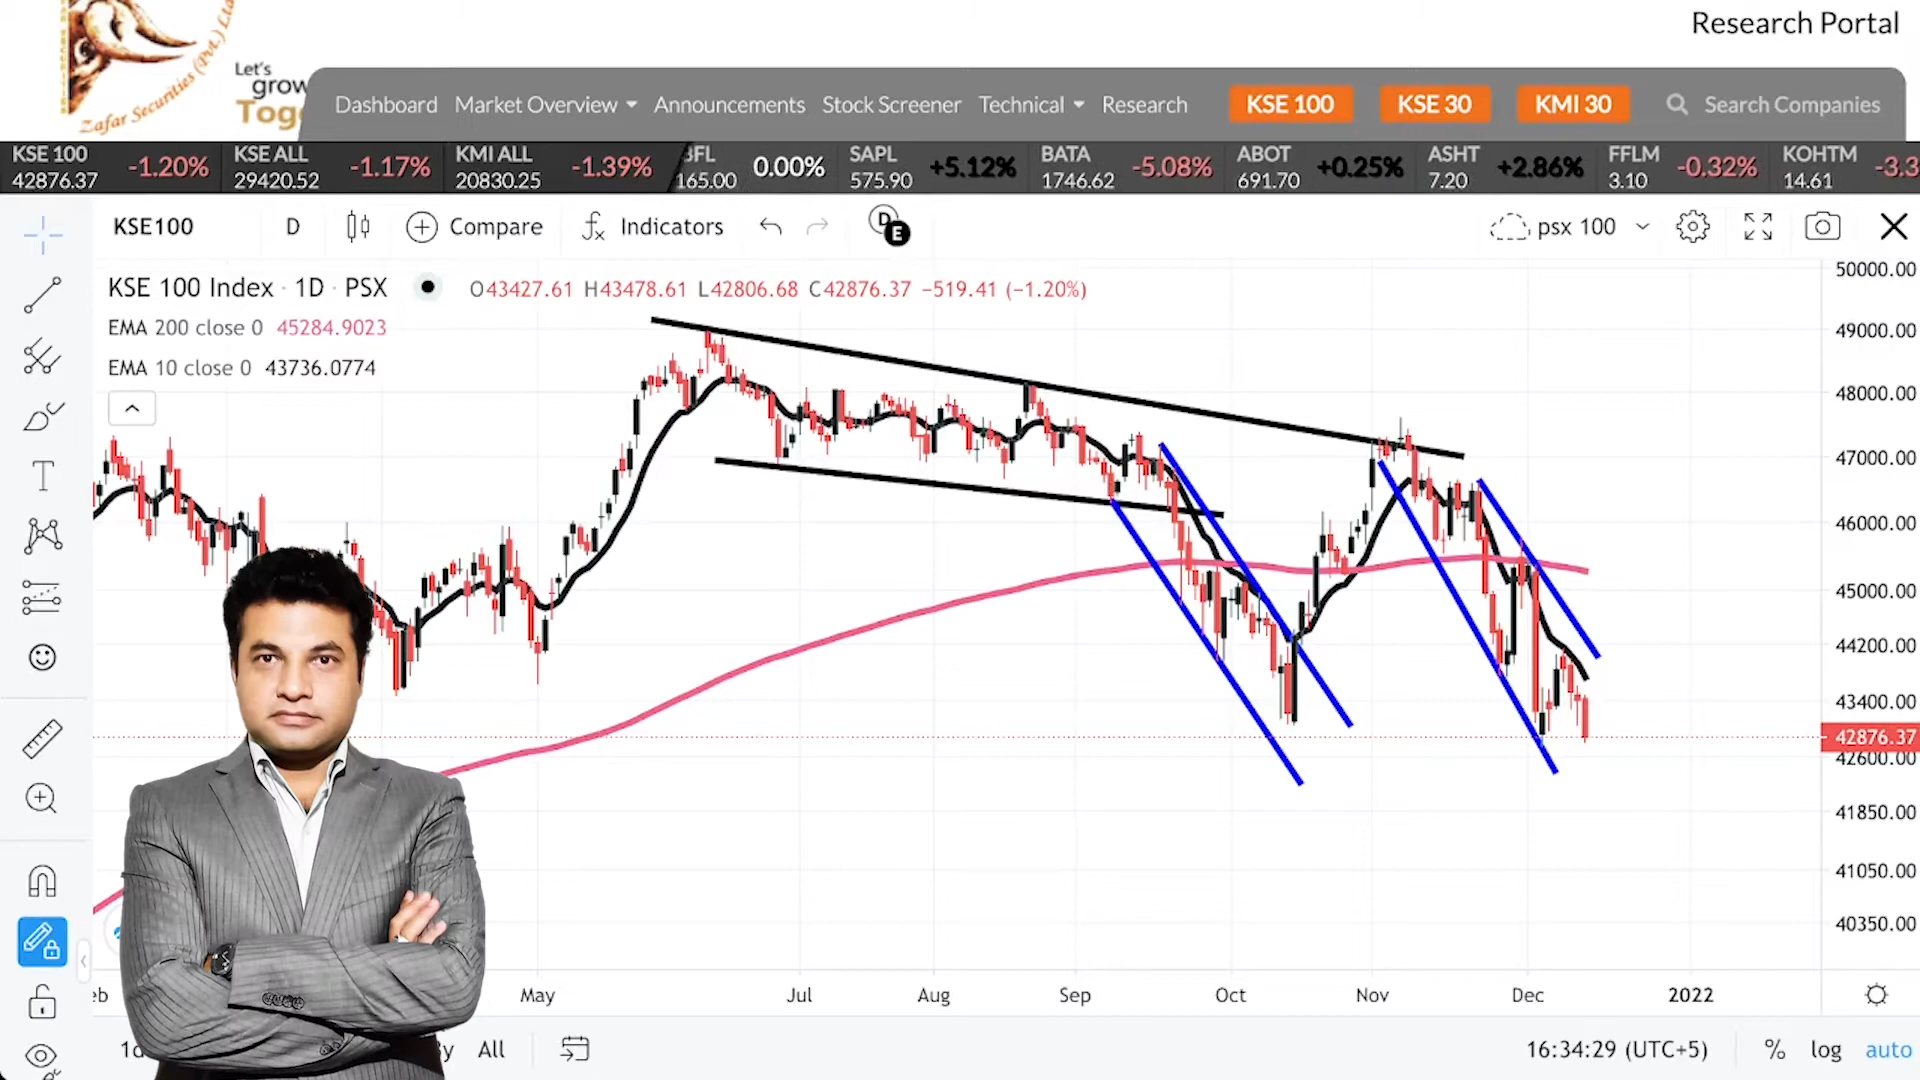 Research Portal
Zafar Securities (Pvt.)
Let's
grow
Dashboard Market Overview Announcements Stock Screener Technical Research KSE 100 KSE 30 KMI 30 Search Companies
KSE 100 -1.20% KSE ALL -1.17% KMI ALL -1.39% 0.00% SAPL +5.12% BATA -5.08% ABOT +0.25% ASHT +2.86% FFLM -0.32% KOHTM -3.3
42876.37 29420.52 20830.25 165.00 575.90 1746.62 691.70 7.20 3.10 14.61
KSE100 D Compare Indicators D E psx 100
KSE 100 Index · 1D · PSX O43427.61 H43478.61 L42806.68 C42876.37 −519.41 (−1.20%)
EMA 200 close 0 45284.9023
EMA 10 close 0 43736.0774
50000.00
49000.00
48000.00
47000.00
46000.00
45000.00
44200.00
43400.00
42876.37
42600.00
41850.00
41050.00
40350.00
May Jul Aug Sep Oct Nov Dec 2022
All 16:34:29 (UTC+5) % log auto